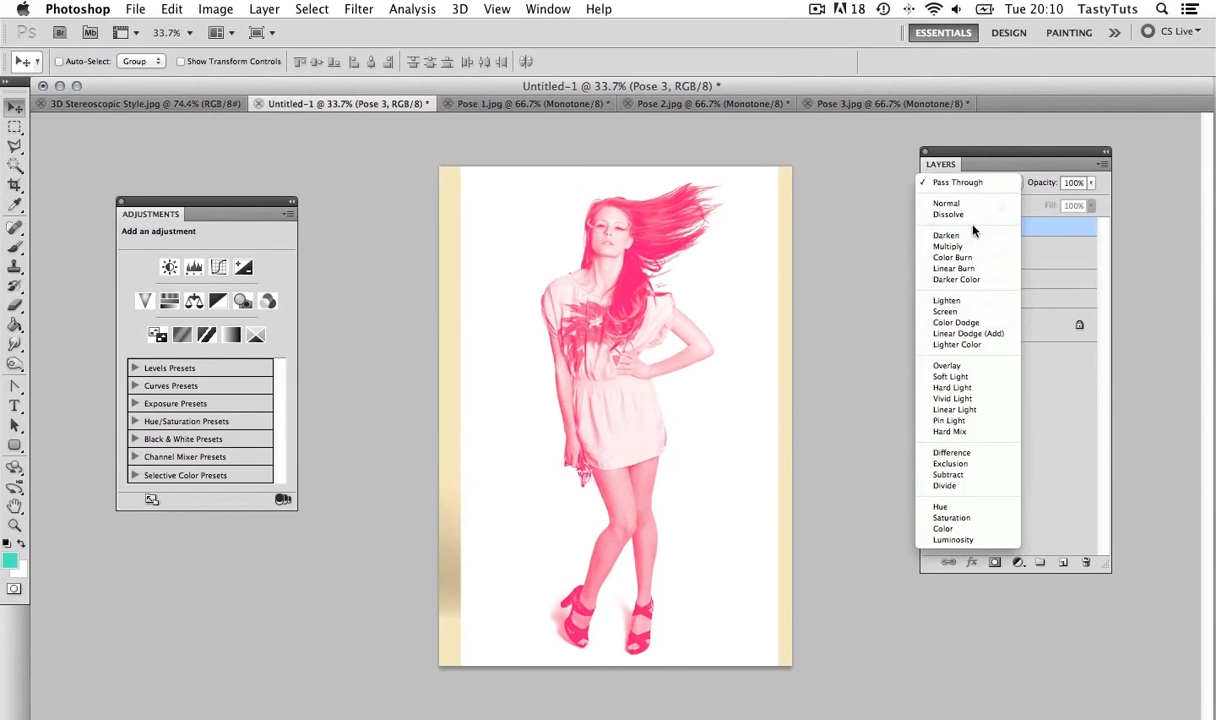 Photoshop File Edit Image Layer Select Filter Analysis 3D View Window Help 18 Tue 20:10 TastyTuts
Ps Br Mb 33.7% ESSENTIALS DESIGN PAINTING CS Live
Auto-Select: Group Show Transform Controls
Untitled-1 @ 33.7% (Pose 3, RGB/8) *
3D Stereoscopic Style.jpg @ 74.4% (RGB/8#) Untitled-1 @ 33.7% (Pose 3, RGB/8) * Pose 1.jpg @ 66.7% (Monotone/8) * Pose 2.jpg @ 66.7% (Monotone/8) * Pose 3.jpg @ 66.7% (Monotone/8) *
ADJUSTMENTS
Add an adjustment
Levels Presets
Curves Presets
Exposure Presets
Hue/Saturation Presets
Black & White Presets
Channel Mixer Presets
Selective Color Presets
LAYERS
Pass Through Opacity: 100%
Normal Fill: 100%
Dissolve
Darken
Multiply
Color Burn
Linear Burn
Darker Color
Lighten
Screen
Color Dodge
Linear Dodge (Add)
Lighter Color
Overlay
Soft Light
Hard Light
Vivid Light
Linear Light
Pin Light
Hard Mix
Difference
Exclusion
Subtract
Divide
Hue
Saturation
Color
Luminosity
fx